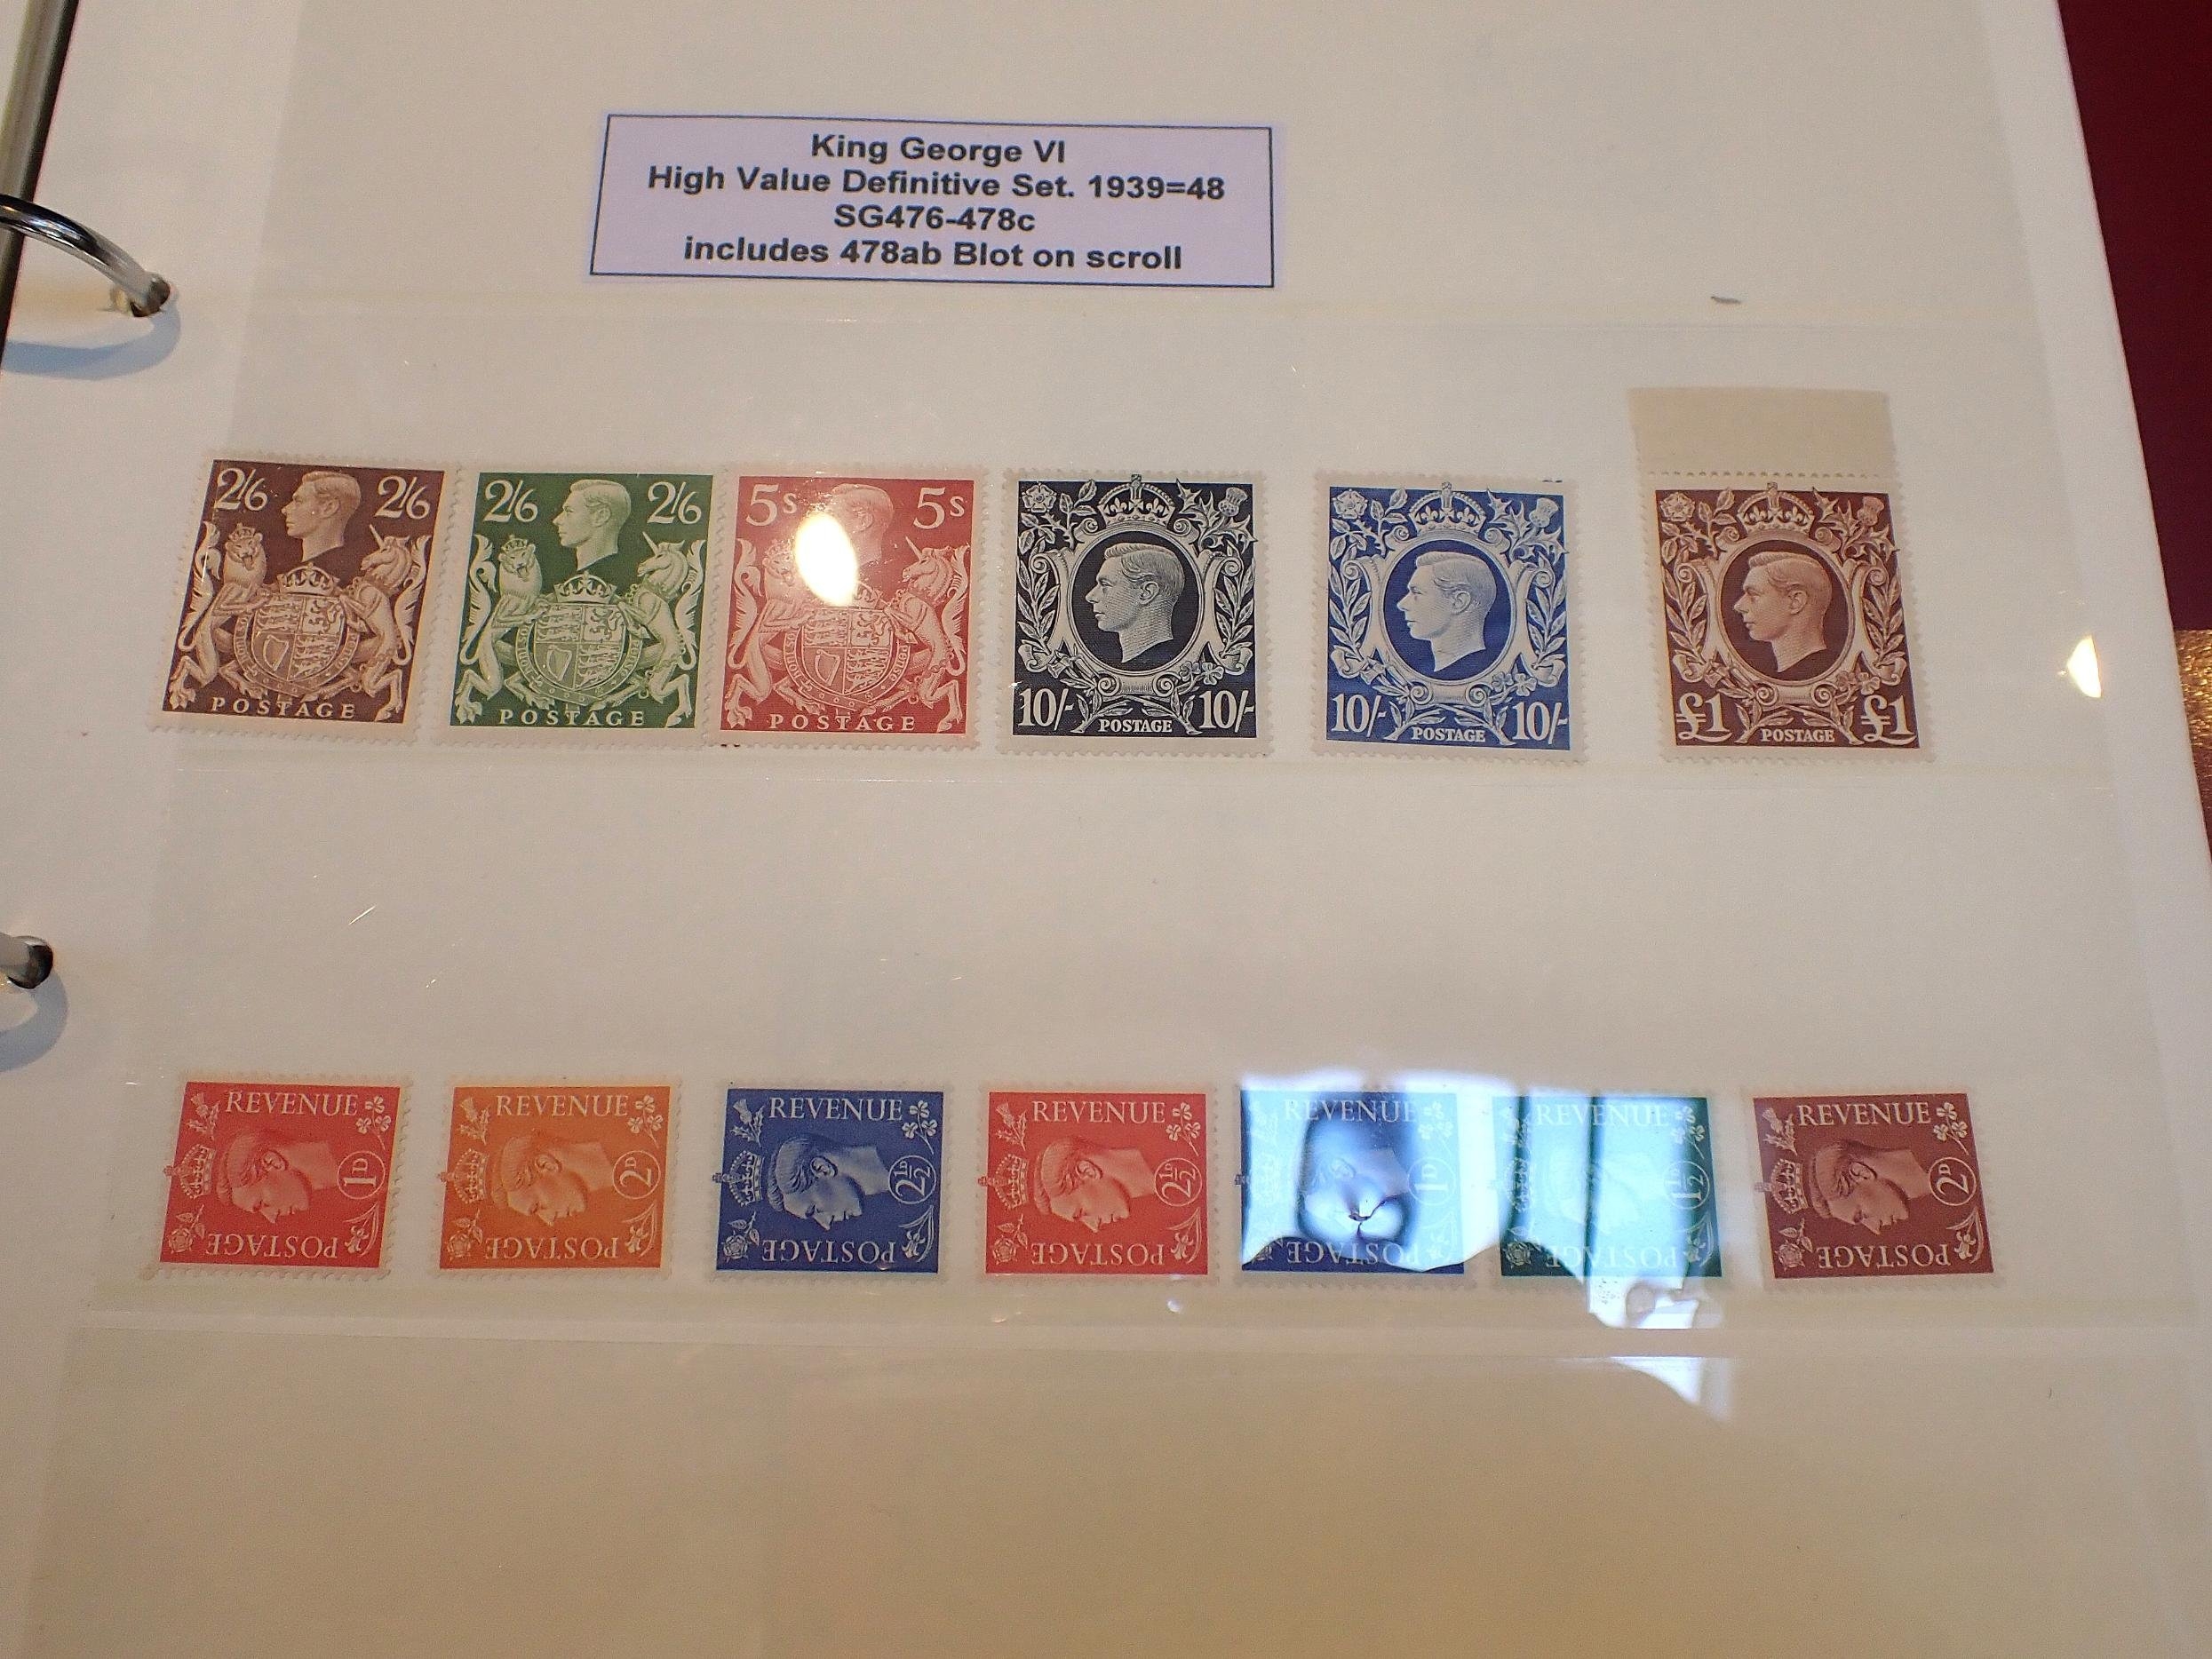 King George VI
High Value Definitive Set. 1939=48
SG476-478c
includes 478ab Blot on scroll
2/6 2/6
POSTAGE
2/6 2/6
POSTAGE
5s 5s
POSTAGE
10/- POSTAGE 10/-
10/- POSTAGE 10/-
£1 POSTAGE £1
REVENUE
1D
POSTAGE
REVENUE
2D
POSTAGE
REVENUE
2½D
POSTAGE
REVENUE
2½D
POSTAGE
REVENUE
1D
POSTAGE
REVENUE
1½D
POSTAGE
REVENUE
2D
POSTAGE